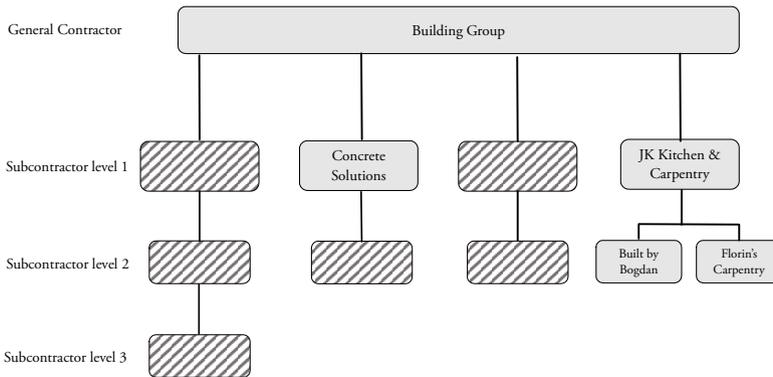 General Contractor
Building Group
Subcontractor level 1
Concrete
Solutions
JK Kitchen &
Carpentry
Subcontractor level 2
Built by
Bogdan
Florin's
Carpentry
Subcontractor level 3